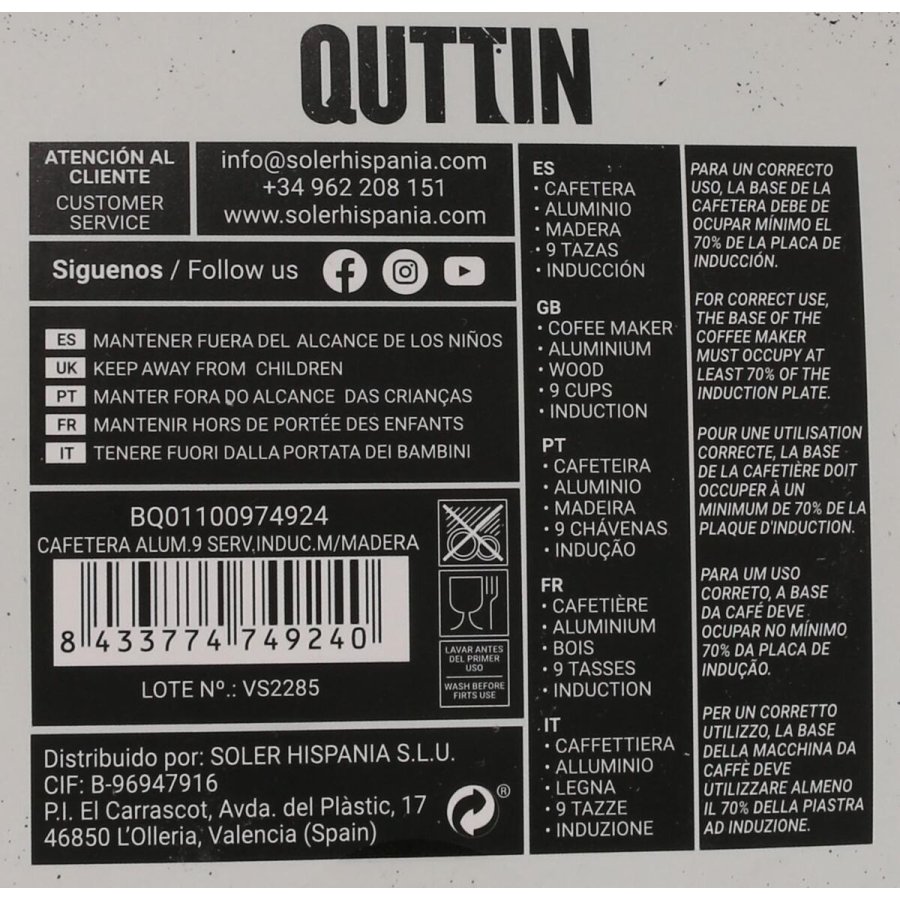 QUTTIN
ATENCIÓN AL
CLIENTE
CUSTOMER
SERVICE
info@solerhispania.com
+34 962 208 151
www.solerhispania.com
Siguenos / Follow us
ES MANTENER FUERA DEL ALCANCE DE LOS NIÑOS
UK KEEP AWAY FROM CHILDREN
PT MANTER FORA DO ALCANCE DAS CRIANÇAS
FR MANTENIR HORS DE PORTÉE DES ENFANTS
IT TENERE FUORI DALLA PORTATA DEI BAMBINI
BQ01100974924
CAFETERA ALUM.9 SERV,INDUC.M/MADERA
8 433774 749240
LOTE Nº.: VS2285
LAVAR ANTES
DEL PRIMER
USO
WASH BEFORE
FIRTS USE
Distribuido por: SOLER HISPANIA S.L.U.
CIF: B-96947916
P.I. El Carrascot, Avda. del Plàstic, 17
46850 L'Olleria, Valencia (Spain)
®
ES
• CAFETERA
• ALUMINIO
• MADERA
• 9 TAZAS
• INDUCCIÓN
GB
• COFEE MAKER
• ALUMINIUM
• WOOD
• 9 CUPS
• INDUCTION
PT
• CAFETEIRA
• ALUMINIO
• MADEIRA
• 9 CHÁVENAS
• INDUÇÃO
FR
• CAFETIÈRE
• ALUMINIUM
• BOIS
• 9 TASSES
• INDUCTION
IT
• CAFFETTIERA
• ALLUMINIO
• LEGNA
• 9 TAZZE
• INDUZIONE
PARA UN CORRECTO
USO, LA BASE DE LA
CAFETERA DEBE DE
OCUPAR MÍNIMO EL
70% DE LA PLACA DE
INDUCCIÓN.
FOR CORRECT USE,
THE BASE OF THE
COFFEE MAKER
MUST OCCUPY AT
LEAST 70% OF THE
INDUCTION PLATE.
POUR UNE UTILISATION
CORRECTE, LA BASE
DE LA CAFETIÈRE DOIT
OCCUPER À UN
MINIMUM DE 70% DE LA
PLAQUE D'INDUCTION.
PARA UM USO
CORRETO, A BASE
DA CAFÉ DEVE
OCUPAR NO MÍNIMO
70% DA PLACA DE
INDUÇÃO.
PER UN CORRETTO
UTILIZZO, LA BASE
DELLA MACCHINA DA
CAFFÈ DEVE
UTILIZZARE ALMENO
IL 70% DELLA PIASTRA
AD INDUZIONE.